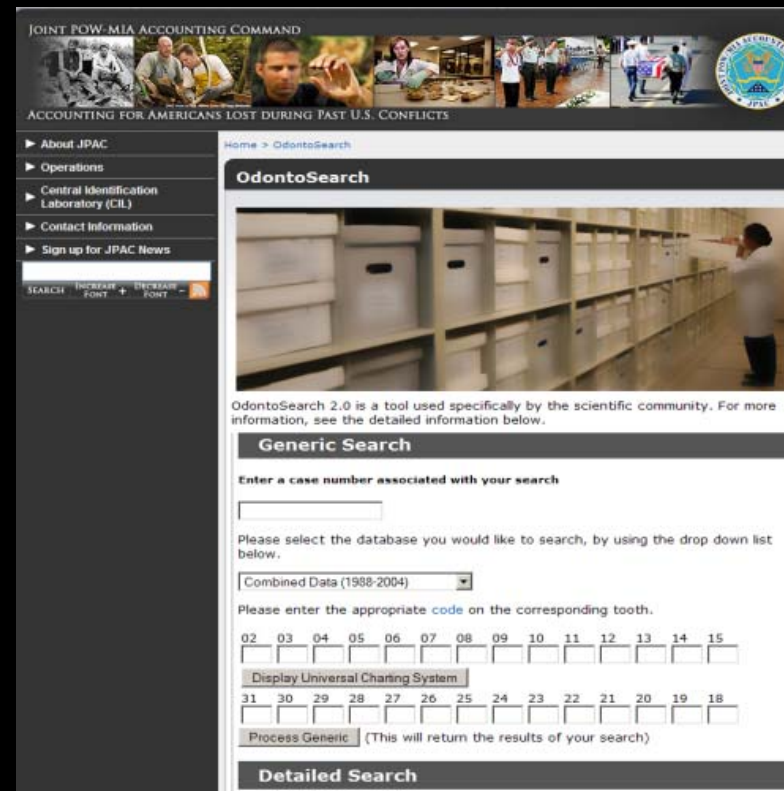 JOINT POW-MIA ACCOUNTING COMMAND
ACCOUNTING FOR AMERICANS LOST DURING PAST U.S. CONFLICTS
► About JPAC
► Operations
► Central Identification
Laboratory (CIL)
► Contact Information
► Sign up for JPAC News
SEARCH INCREASE FONT + DECREASE FONT -
Home > OdontoSearch
OdontoSearch
OdontoSearch 2.0 is a tool used specifically by the scientific community. For more
information, see the detailed information below.
Generic Search
Enter a case number associated with your search
Please select the database you would like to search, by using the drop down list
below.
Combined Data (1988-2004)
Please enter the appropriate code on the corresponding tooth.
02 03 04 05 06 07 08 09 10 11 12 13 14 15
Display Universal Charting System
31 30 29 28 27 26 25 24 23 22 21 20 19 18
Process Generic (This will return the results of your search)
Detailed Search